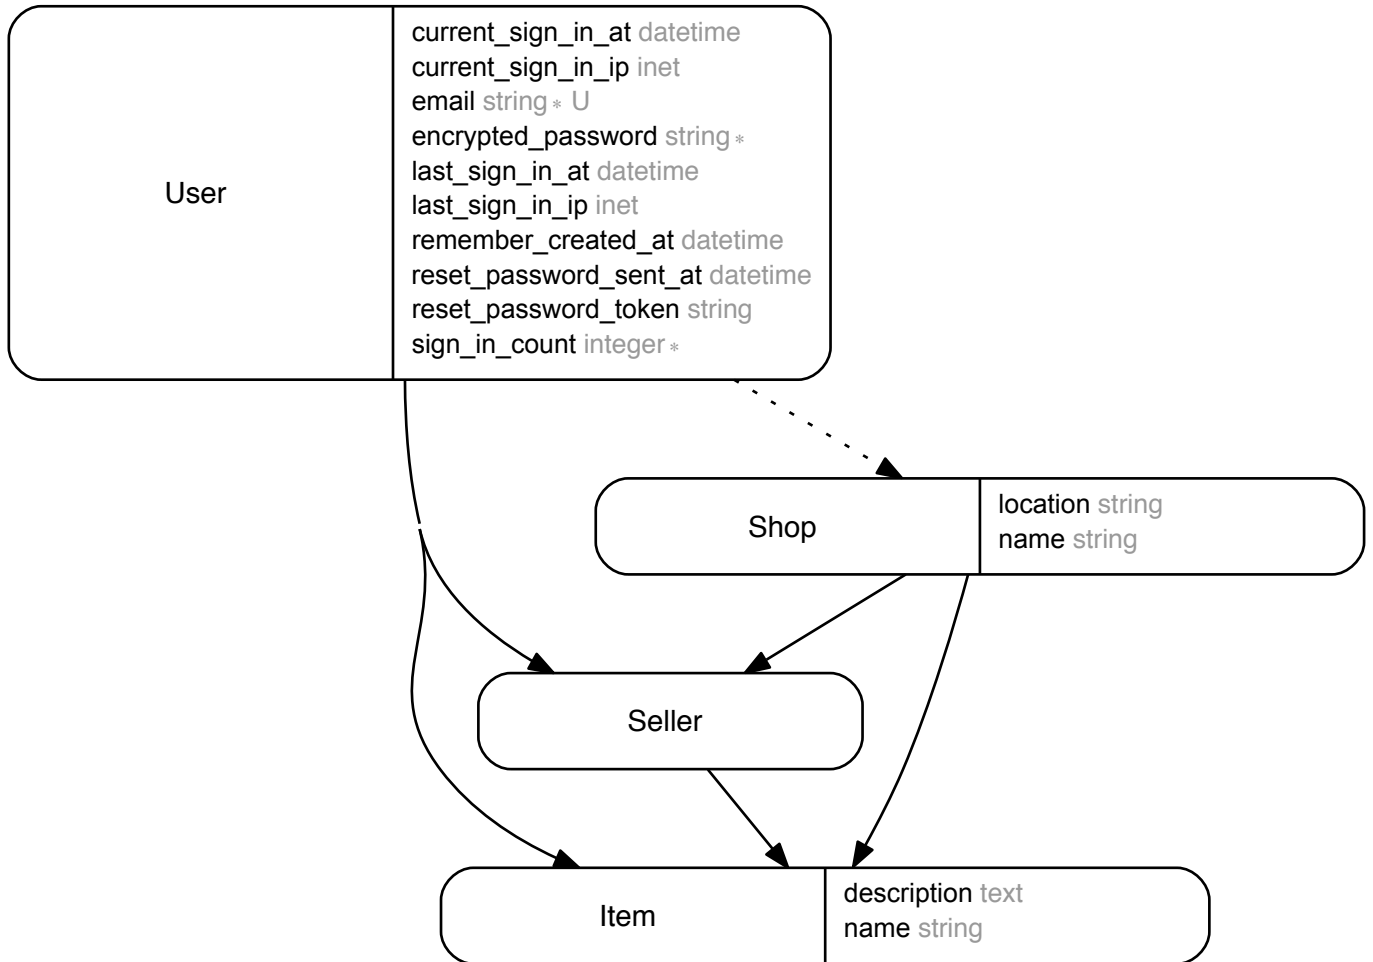 User
current_sign_in_at datetime
current_sign_in_ip inet
email string * U
encrypted_password string *
last_sign_in_at datetime
last_sign_in_ip inet
remember_created_at datetime
reset_password_sent_at datetime
reset_password_token string
sign_in_count integer *
Shop
location string
name string
Seller
Item
description text
name string